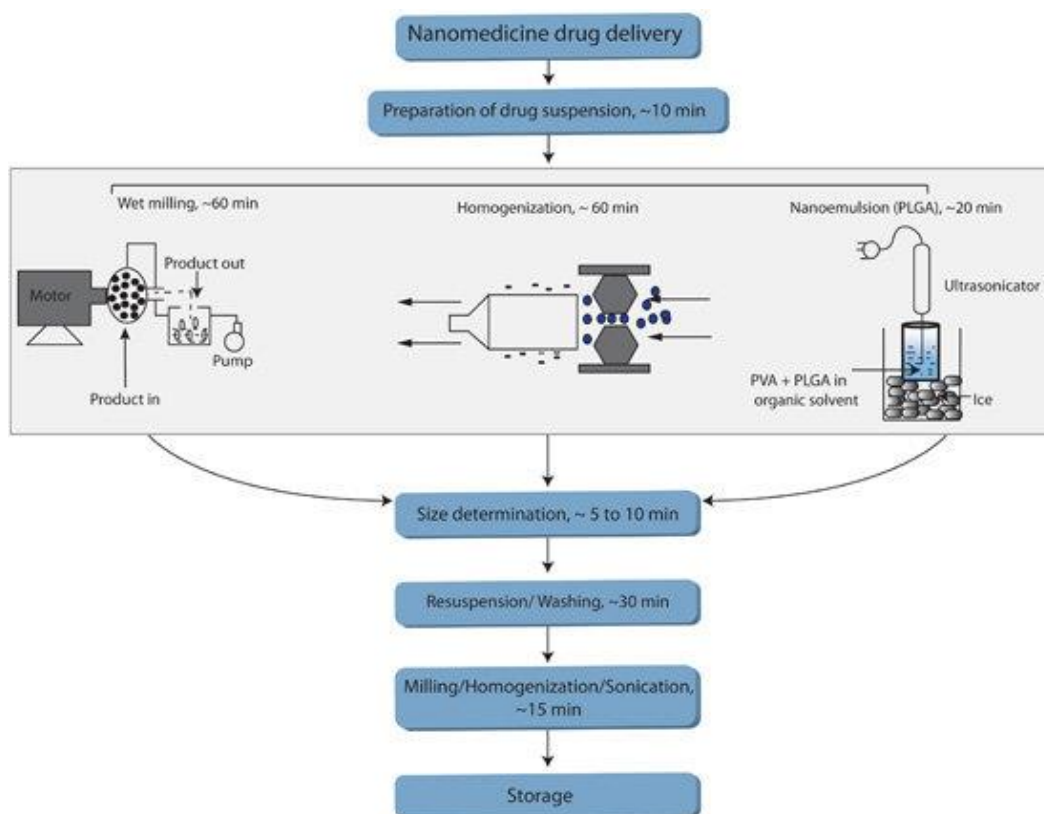 Nanomedicine drug delivery
Preparation of drug suspension, ~10 min
Wet milling, ~60 min
Homogenization, ~ 60 min
Nanoemulsion (PLGA), ~20 min
Product out
Motor
Ultrasonicator
Pump
Product in
PVA + PLGA in
organic solvent
Ice
Size determination, ~ 5 to 10 min
Resuspension/ Washing, ~30 min
Milling/Homogenization/Sonication,
~15 min
Storage